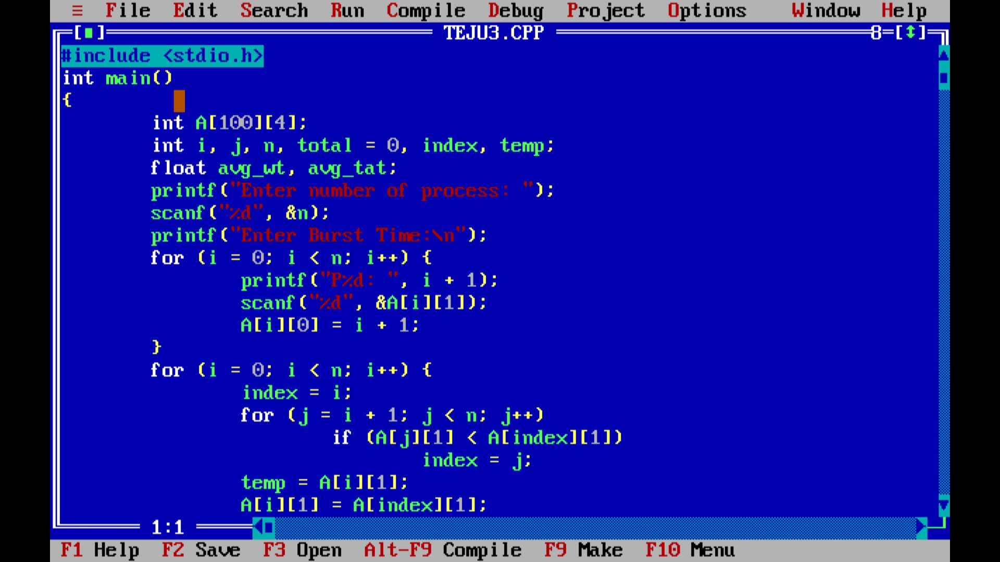 ≡ File Edit Search Run Compile Debug Project Options Window Help
[■] TEJU3.CPP 8=[↕]
#include <stdio.h>
int main()
{
int A[100][4];
int i, j, n, total = 0, index, temp;
float avg_wt, avg_tat;
printf("Enter number of process: ");
scanf("%d", &n);
printf("Enter Burst Time:\n");
for (i = 0; i < n; i++) {
printf("P%d: ", i + 1);
scanf("%d", &A[i][1]);
A[i][0] = i + 1;
}
for (i = 0; i < n; i++) {
index = i;
for (j = i + 1; j < n; j++)
if (A[j][1] < A[index][1])
index = j;
temp = A[i][1];
A[i][1] = A[index][1];
1:1
F1 Help F2 Save F3 Open Alt-F9 Compile F9 Make F10 Menu